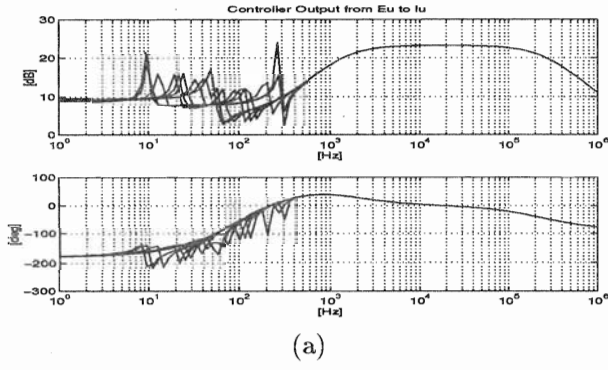 Controller Output from Eu to Iu
[dB]
30
20
10
0
10⁰ 10¹ 10² 10³ 10⁴ 10⁵ 10⁶
[Hz]
[deg]
100
0
−100
−200
−300
10⁰ 10¹ 10² 10³ 10⁴ 10⁵ 10⁶
[Hz]
(a)